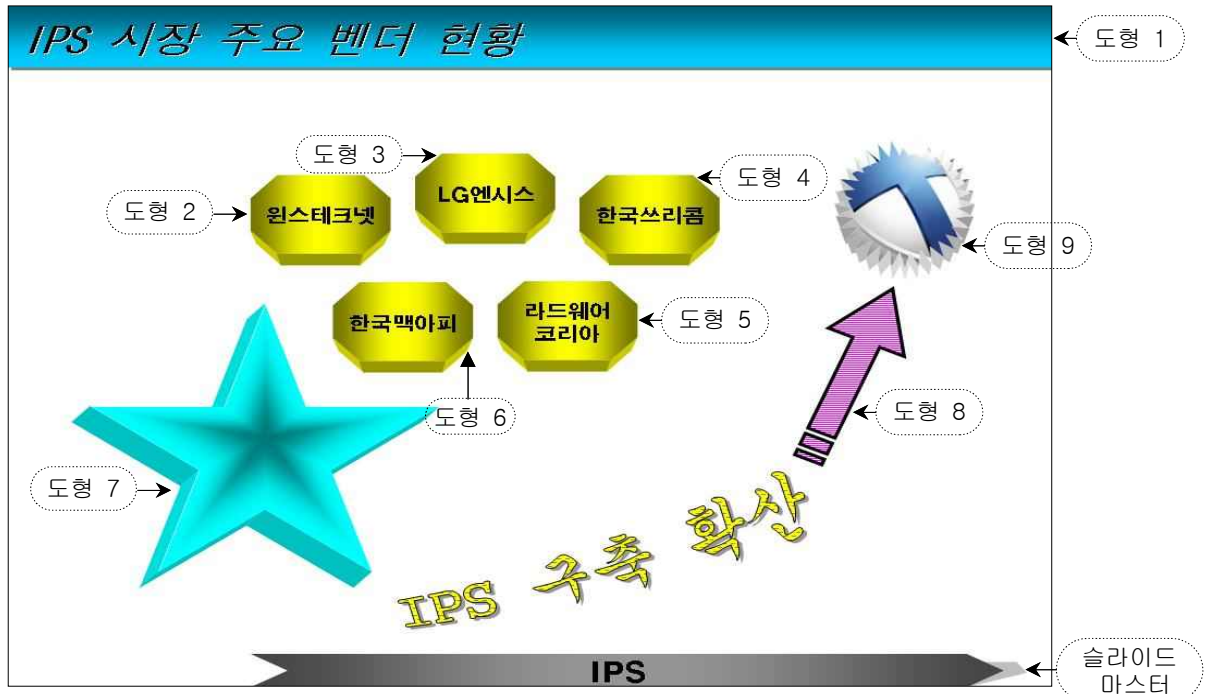 IPS 시장 주요 벤더 현황
도형 1
도형 3
LG엔시스
도형 4
도형 2
윈스테크넷
한국쓰리콤
도형 9
한국맥아피
라드웨어
코리아
도형 5
도형 6
도형 8
도형 7
IPS 구축 확산
IPS
슬라이드
마스터